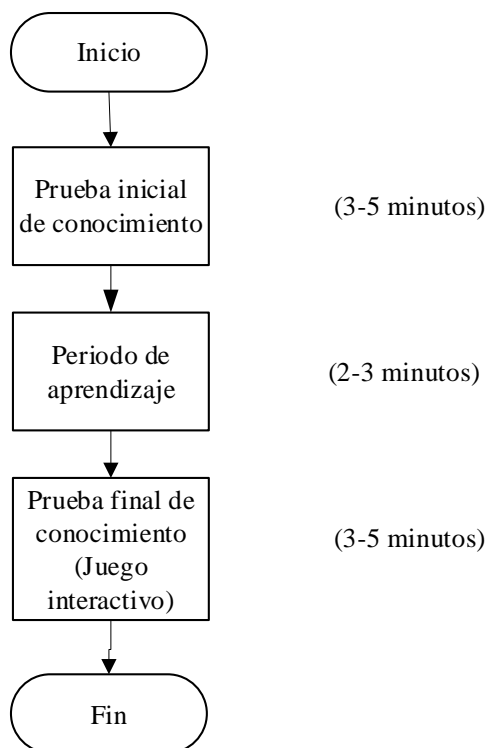 Inicio
Prueba inicial
de conocimiento
(3-5 minutos)
Periodo de
aprendizaje
(2-3 minutos)
Prueba final de
conocimiento
(Juego
interactivo)
(3-5 minutos)
Fin